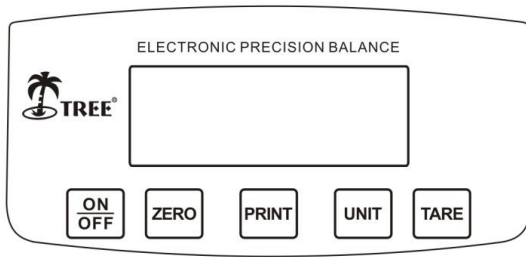 ELECTRONIC PRECISION BALANCE
TREE®
ON
OFF
ZERO
PRINT
UNIT
TARE